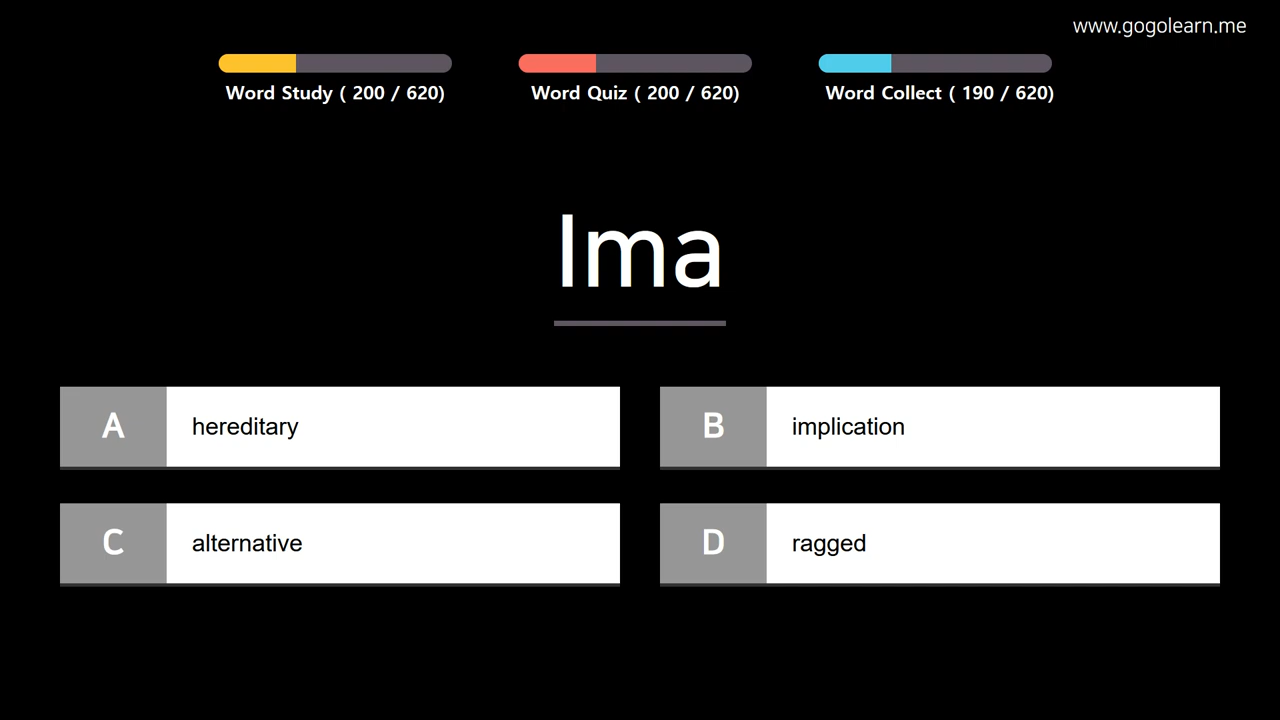 www.gogolearn.me
Word Study ( 200 / 620)
Word Quiz ( 200 / 620)
Word Collect ( 190 / 620)
Ima
A hereditary
B implication
C alternative
D ragged